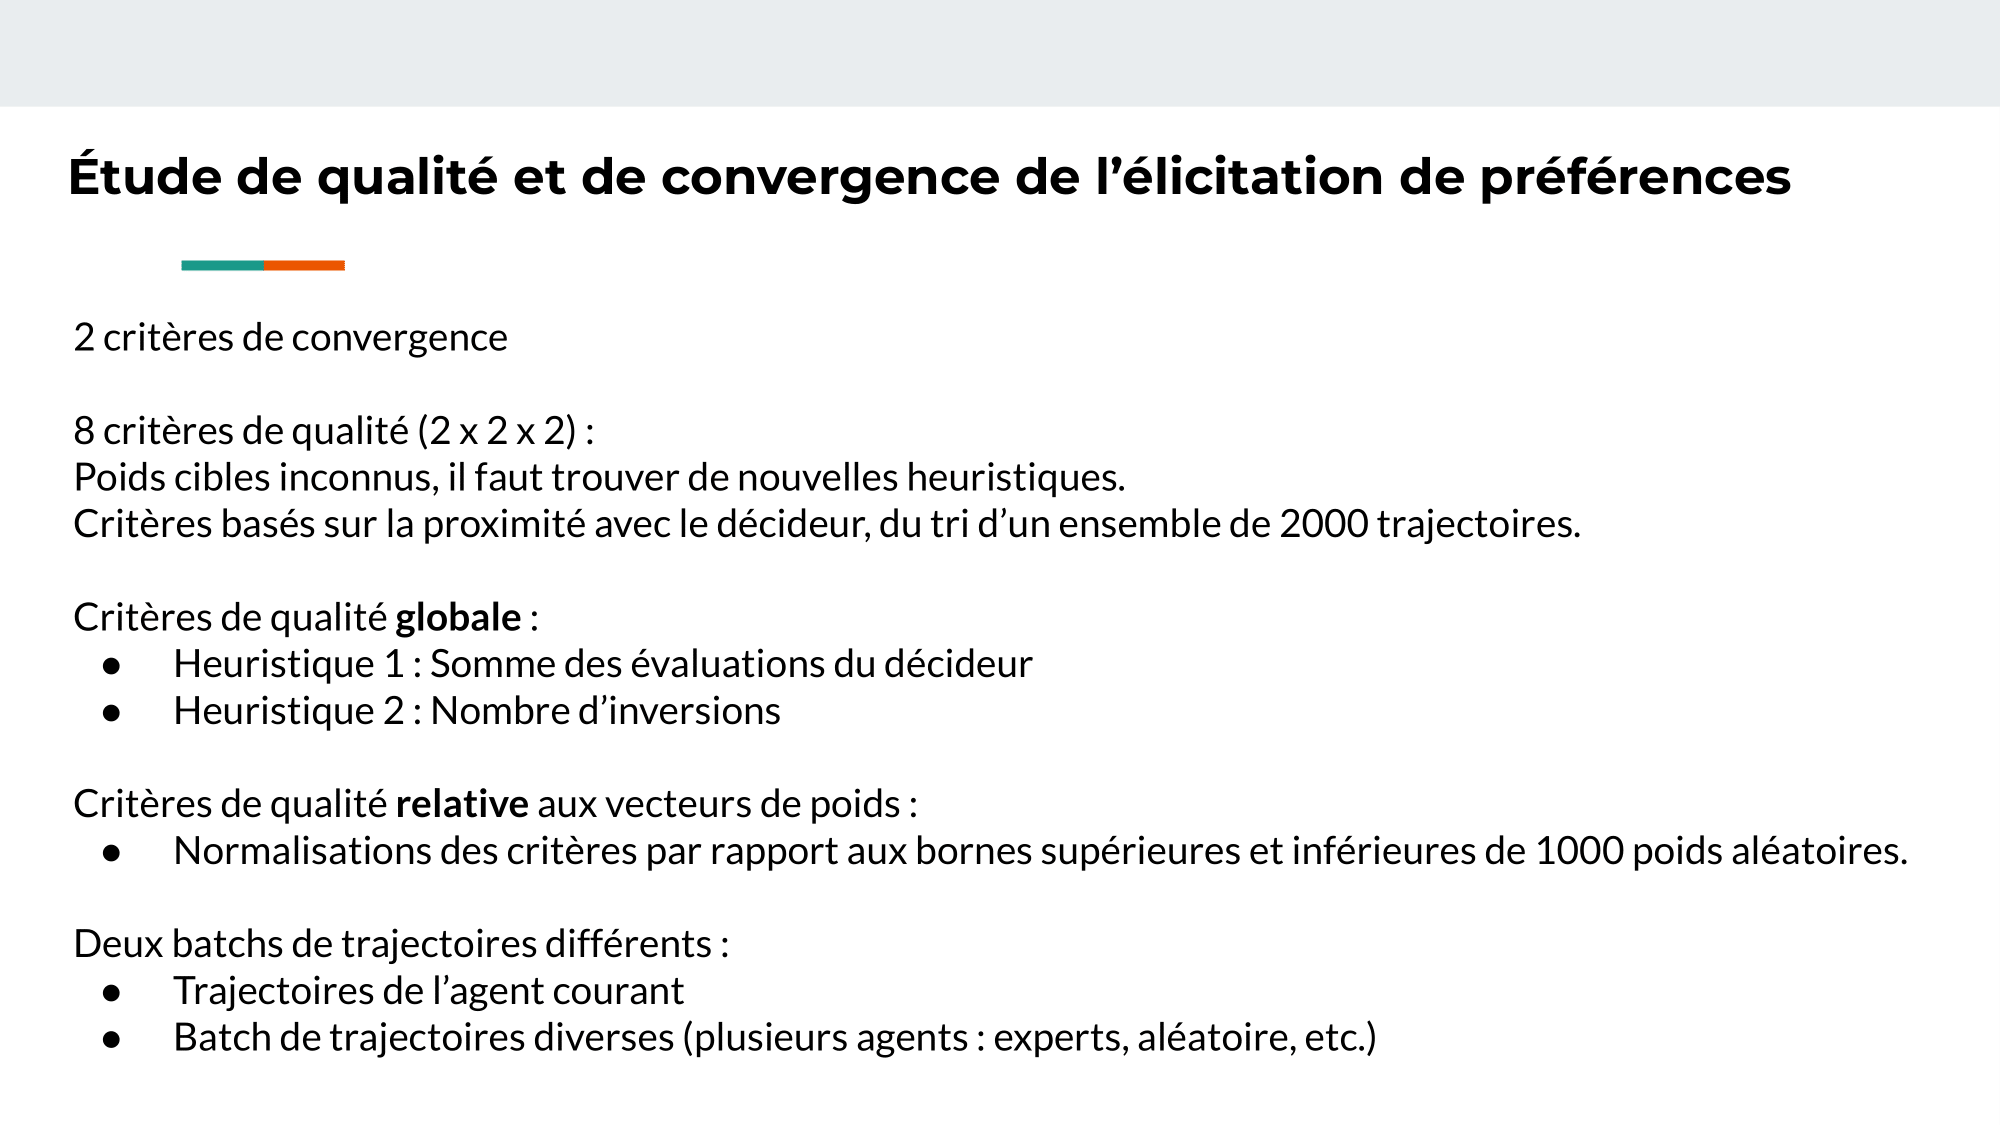 Étude de qualité et de convergence de l’élicitation de préférences
2 critères de convergence
8 critères de qualité (2 x 2 x 2) :
Poids cibles inconnus, il faut trouver de nouvelles heuristiques.
Critères basés sur la proximité avec le décideur, du tri d’un ensemble de 2000 trajectoires.
Critères de qualité globale :
● Heuristique 1 : Somme des évaluations du décideur
● Heuristique 2 : Nombre d’inversions
Critères de qualité relative aux vecteurs de poids :
● Normalisations des critères par rapport aux bornes supérieures et inférieures de 1000 poids aléatoires.
Deux batchs de trajectoires différents :
● Trajectoires de l’agent courant
● Batch de trajectoires diverses (plusieurs agents : experts, aléatoire, etc.)